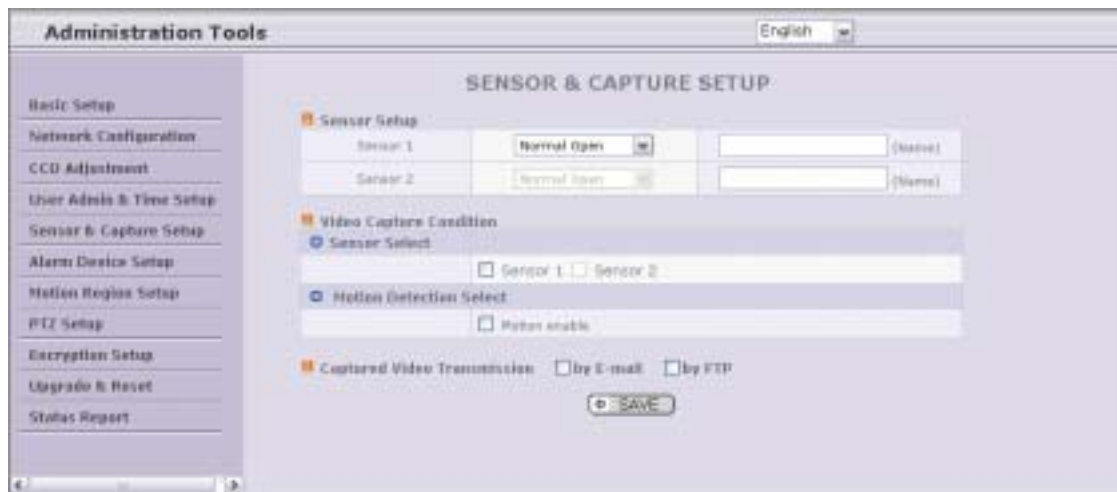 Administration Tools
English
Basic Setup
Network Configuration
CCD Adjustment
User Admin & Time Setup
Sensor & Capture Setup
Alarm Device Setup
Motion Region Setup
PTZ Setup
Encryption Setup
Upgrade & Reset
Status Report
SENSOR & CAPTURE SETUP
Sensor Setup
Sensor 1 Normal Open (Name)
Sensor 2 Normal Open (Name)
Video Capture Condition
Sensor Select
Sensor 1 Sensor 2
Motion Detection Select
Motion enable
Captured Video Transmission by E-mail by FTP
SAVE